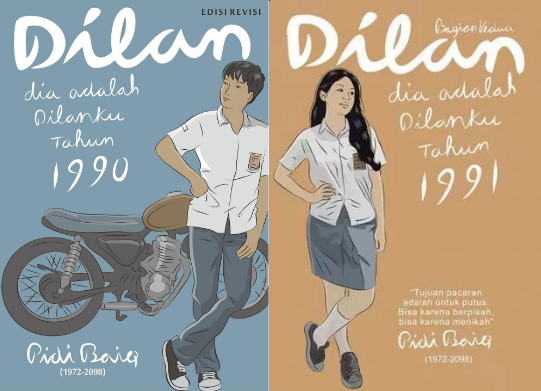 EDISI REVISI
Dilan
dia adalah
Dilanku
Tahun
1990
Pidi Baiq
(1972-2098)
Bagian Kedua
Dilan
dia adalah
Dilanku
Tahun
1991
"Tujuan pacaran
adalah untuk putus.
Bisa karena berpisah,
bisa karena menikah"
Pidi Baiq
(1972-2098)